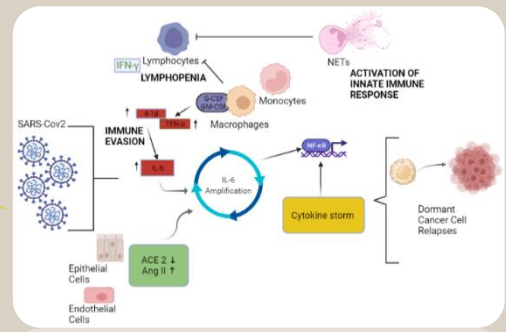 Lymphocytes
IFN-γ
LYMPHOPENIA
NETs
ACTIVATION OF
INNATE IMMUNE
RESPONSE
G-CSF
GM-CSF
Monocytes
Macrophages
TFN-α ↑
↑
SARS-Cov2
IMMUNE
EVASION
↑ IL-6
IL-6
Amplification
NF-κB
Cytokine storm
Dormant
Cancer Cell
Relapses
Epithelial
Cells
ACE 2 ↓
Ang II ↑
Endothelial
Cells